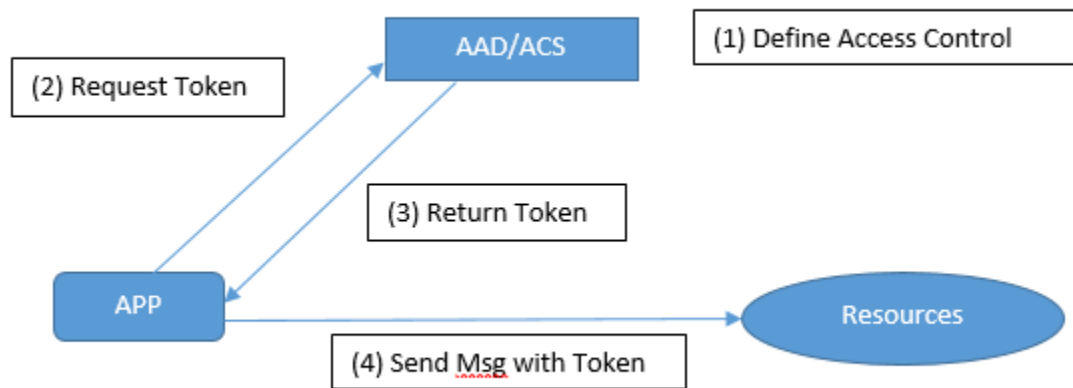 AAD/ACS
(1) Define Access Control
(2) Request Token
(3) Return Token
APP
Resources
(4) Send Msg with Token